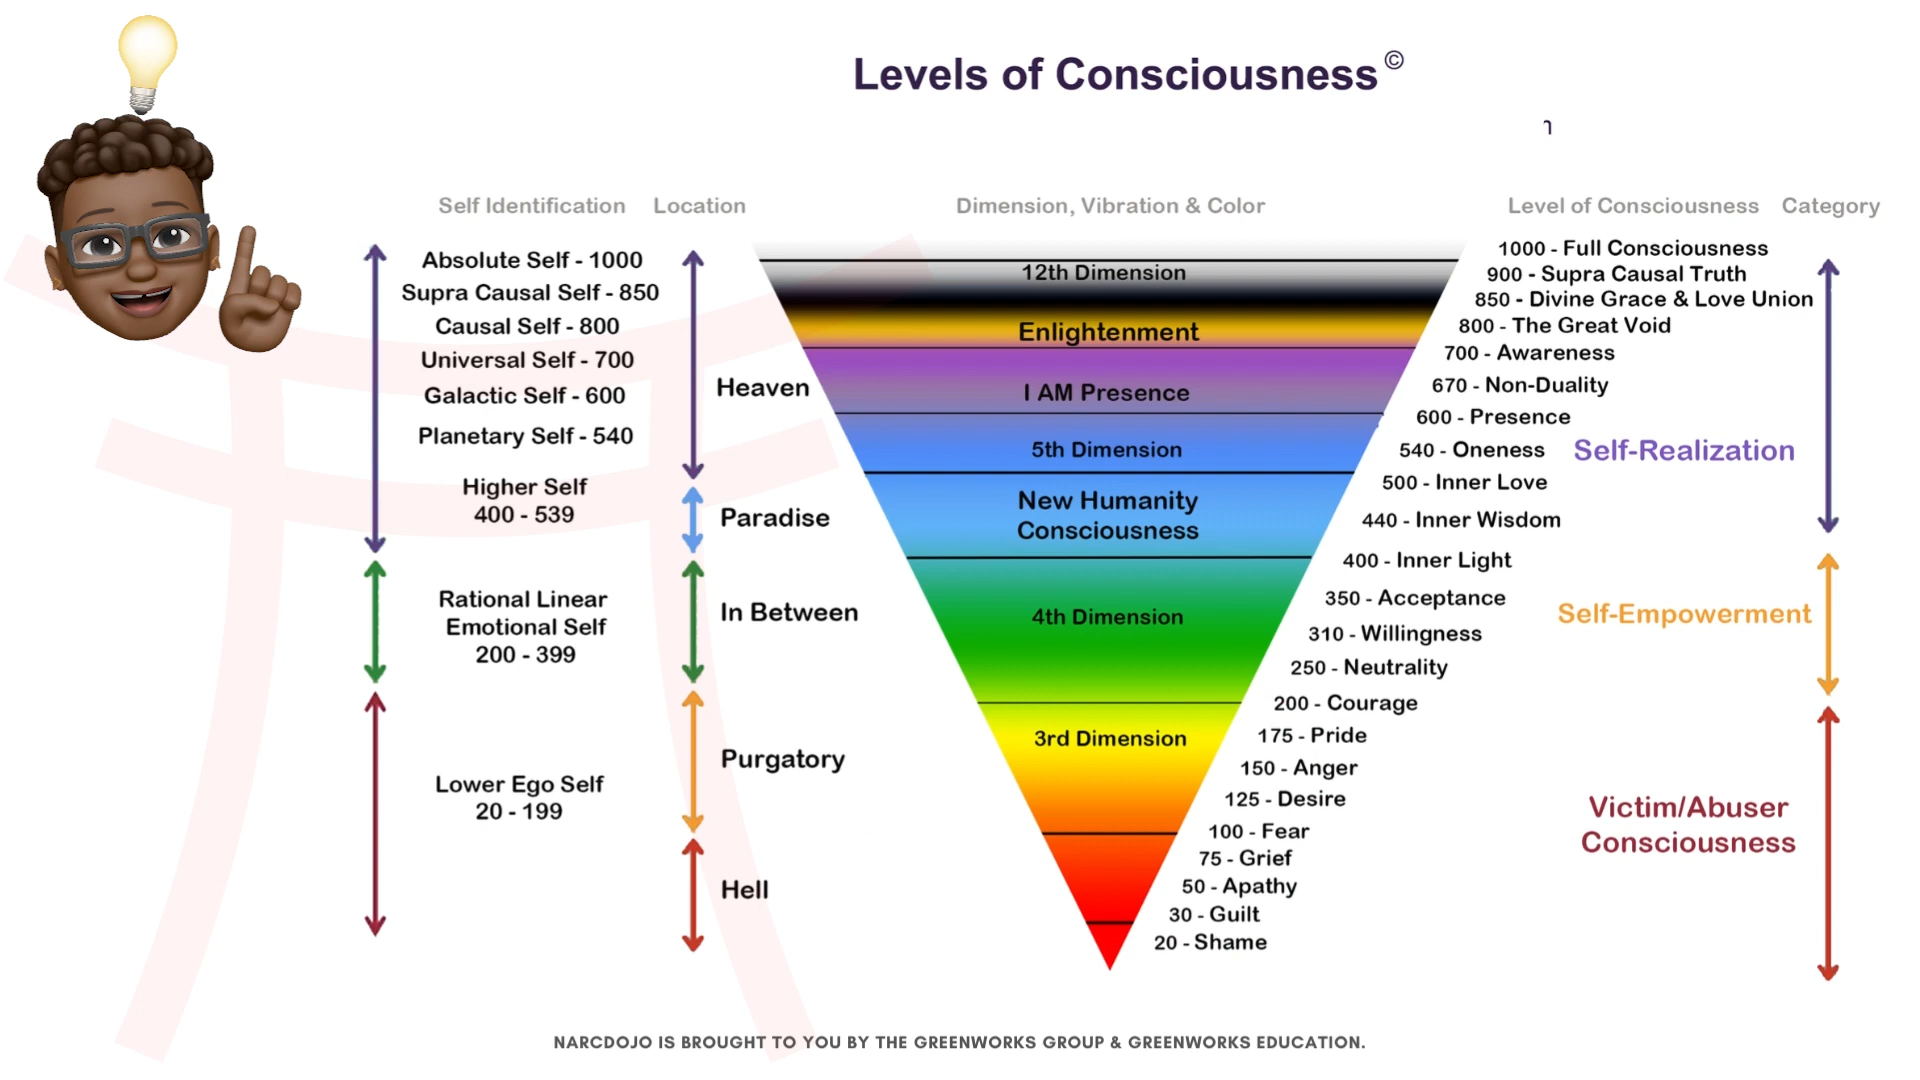 Levels of Consciousness©
Self Identification
Location
Dimension, Vibration & Color
Level of Consciousness
Category
Absolute Self - 1000
Supra Causal Self - 850
Causal Self - 800
Universal Self - 700
Galactic Self - 600
Planetary Self - 540
Higher Self
400 - 539
Rational Linear
Emotional Self
200 - 399
Lower Ego Self
20 - 199
Heaven
Paradise
In Between
Purgatory
Hell
12th Dimension
Enlightenment
I AM Presence
5th Dimension
New Humanity
Consciousness
4th Dimension
3rd Dimension
1000 - Full Consciousness
900 - Supra Causal Truth
850 - Divine Grace & Love Union
800 - The Great Void
700 - Awareness
670 - Non-Duality
600 - Presence
540 - Oneness
500 - Inner Love
440 - Inner Wisdom
400 - Inner Light
350 - Acceptance
310 - Willingness
250 - Neutrality
200 - Courage
175 - Pride
150 - Anger
125 - Desire
100 - Fear
75 - Grief
50 - Apathy
30 - Guilt
20 - Shame
Self-Realization
Self-Empowerment
Victim/Abuser
Consciousness
NARCDOJO IS BROUGHT TO YOU BY THE GREENWORKS GROUP & GREENWORKS EDUCATION.